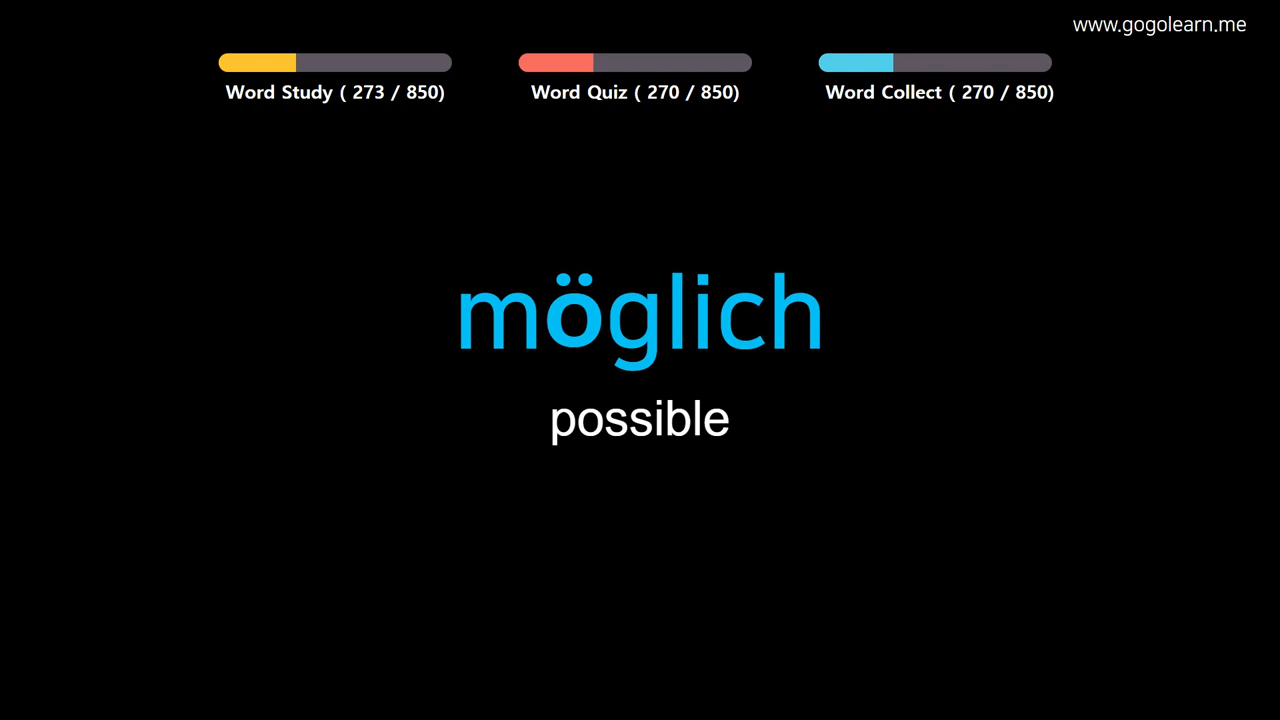 www.gogolearn.me
Word Study ( 273 / 850)
Word Quiz ( 270 / 850)
Word Collect ( 270 / 850)
möglich
possible